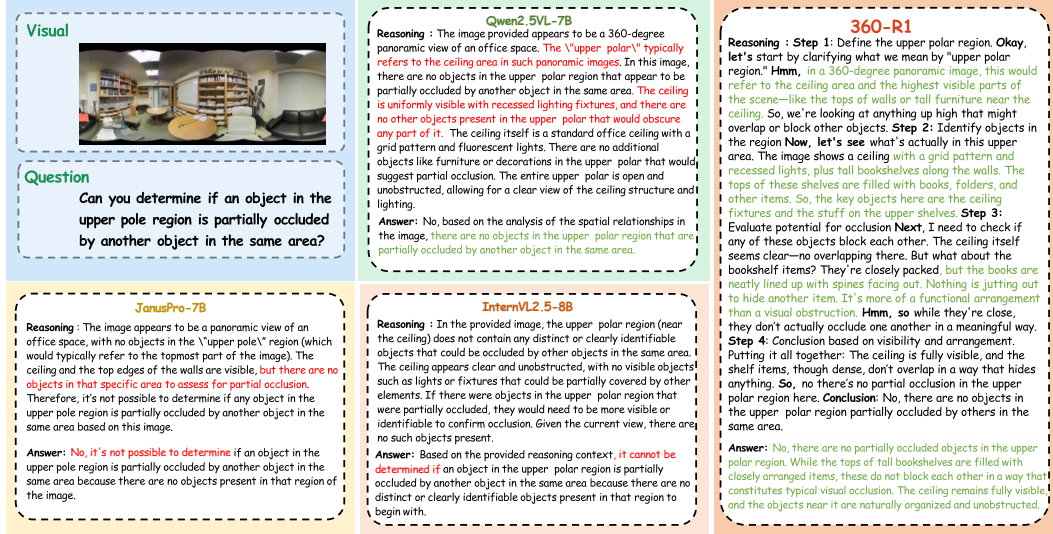 Visual
Question
Can you determine if an object in the
upper pole region is partially occluded
by another object in the same area?
Qwen2.5VL-7B
Reasoning : The image provided appears to be a 360-degree
panoramic view of an office space. The \"upper polar\" typically
refers to the ceiling area in such panoramic images. In this image,
there are no objects in the upper polar region that appear to be
partially occluded by another object in the same area. The ceiling
is uniformly visible with recessed lighting fixtures, and there are
no other objects present in the upper polar that would obscure
any part of it. The ceiling itself is a standard office ceiling with a
grid pattern and fluorescent lights. There are no additional
objects like furniture or decorations in the upper polar that would
suggest partial occlusion. The entire upper polar is open and
unobstructed, allowing for a clear view of the ceiling structure and
lighting.
Answer: No, based on the analysis of the spatial relationships in
the image, there are no objects in the upper polar region that are
partially occluded by another object in the same area.
JanusPro-7B
Reasoning : The image appears to be a panoramic view of an
office space, with no objects in the \"upper pole\" region (which
would typically refer to the topmost part of the image). The
ceiling and the top edges of the walls are visible, but there are no
objects in that specific area to assess for partial occlusion.
Therefore, it's not possible to determine if any object in the
upper pole region is partially occluded by another object in the
same area based on this image.
Answer: No, it's not possible to determine if an object in the
upper pole region is partially occluded by another object in the
same area because there are no objects present in that region of
the image.
InternVL2.5-8B
Reasoning : In the provided image, the upper polar region (near
the ceiling) does not contain any distinct or clearly identifiable
objects that could be occluded by other objects in the same area.
The ceiling appears clear and unobstructed, with no visible objects
such as lights or fixtures that could be partially covered by other
elements. If there were objects in the upper polar region that
were partially occluded, they would need to be more visible or
identifiable to confirm occlusion. Given the current view, there are
no such objects present.
Answer: Based on the provided reasoning context, it cannot be
determined if an object in the upper polar region is partially
occluded by another object in the same area because there are no
distinct or clearly identifiable objects present in that region to
begin with.
360-R1
Reasoning : Step 1: Define the upper polar region. Okay,
let's start by clarifying what we mean by "upper polar
region." Hmm, in a 360-degree panoramic image, this would
refer to the ceiling area and the highest visible parts of
the scene—like the tops of walls or tall furniture near the
ceiling. So, we're looking at anything up high that might
overlap or block other objects. Step 2: Identify objects in
the region Now, let's see what's actually in this upper
area. The image shows a ceiling with a grid pattern and
recessed lights, plus tall bookshelves along the walls. The
tops of these shelves are filled with books, folders, and
other items. So, the key objects here are the ceiling
fixtures and the stuff on the upper shelves. Step 3:
Evaluate potential for occlusion Next, I need to check if
any of these objects block each other. The ceiling itself
seems clear—no overlapping there. But what about the
bookshelf items? They're closely packed, but the books are
neatly lined up with spines facing out. Nothing is jutting out
to hide another item. It's more of a functional arrangement
than a visual obstruction. Hmm, so while they're close,
they don't actually occlude one another in a meaningful way.
Step 4: Conclusion based on visibility and arrangement.
Putting it all together: The ceiling is fully visible, and the
shelf items, though dense, don't overlap in a way that hides
anything. So, no there's no partial occlusion in the upper
polar region here. Conclusion: No, there are no objects in
the upper polar region partially occluded by others in the
same area.
Answer: No, there are no partially occluded objects in the upper
polar region. While the tops of tall bookshelves are filled with
closely arranged items, these do not block each other in a way that
constitutes typical visual occlusion. The ceiling remains fully visible,
and the objects near it are naturally organized and unobstructed.